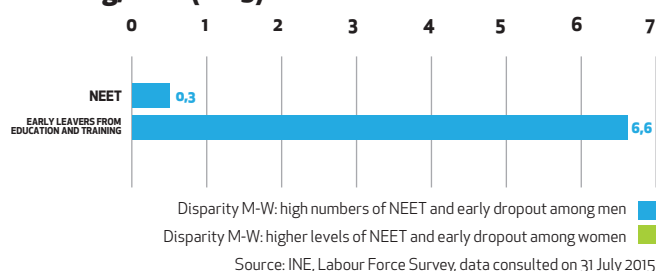 0 1 2 3 4 5 6 7
NEET 0,3
EARLY LEAVERS FROM
EDUCATION AND TRAINING 6,6
Disparity M-W: high numbers of NEET and early dropout among men
Disparity M-W: higher levels of NEET and early dropout among women
Source: INE, Labour Force Survey, data consulted on 31 July 2015